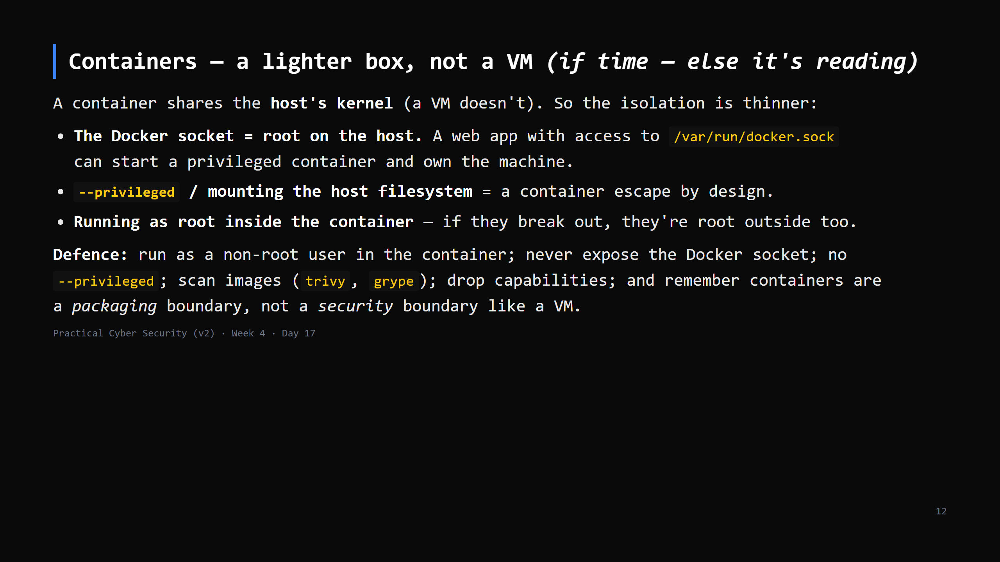 Containers — a lighter box, not a VM (if time — else it's reading)
A container shares the host's kernel (a VM doesn't). So the isolation is thinner:
• The Docker socket = root on the host. A web app with access to /var/run/docker.sock
can start a privileged container and own the machine.
• --privileged / mounting the host filesystem = a container escape by design.
• Running as root inside the container — if they break out, they're root outside too.
Defence: run as a non-root user in the container; never expose the Docker socket; no
--privileged; scan images (trivy, grype); drop capabilities; and remember containers are
a packaging boundary, not a security boundary like a VM.
Practical Cyber Security (v2) · Week 4 · Day 17
12